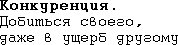 Конкуренция.
Добиться своего,
даже в ущерб другому